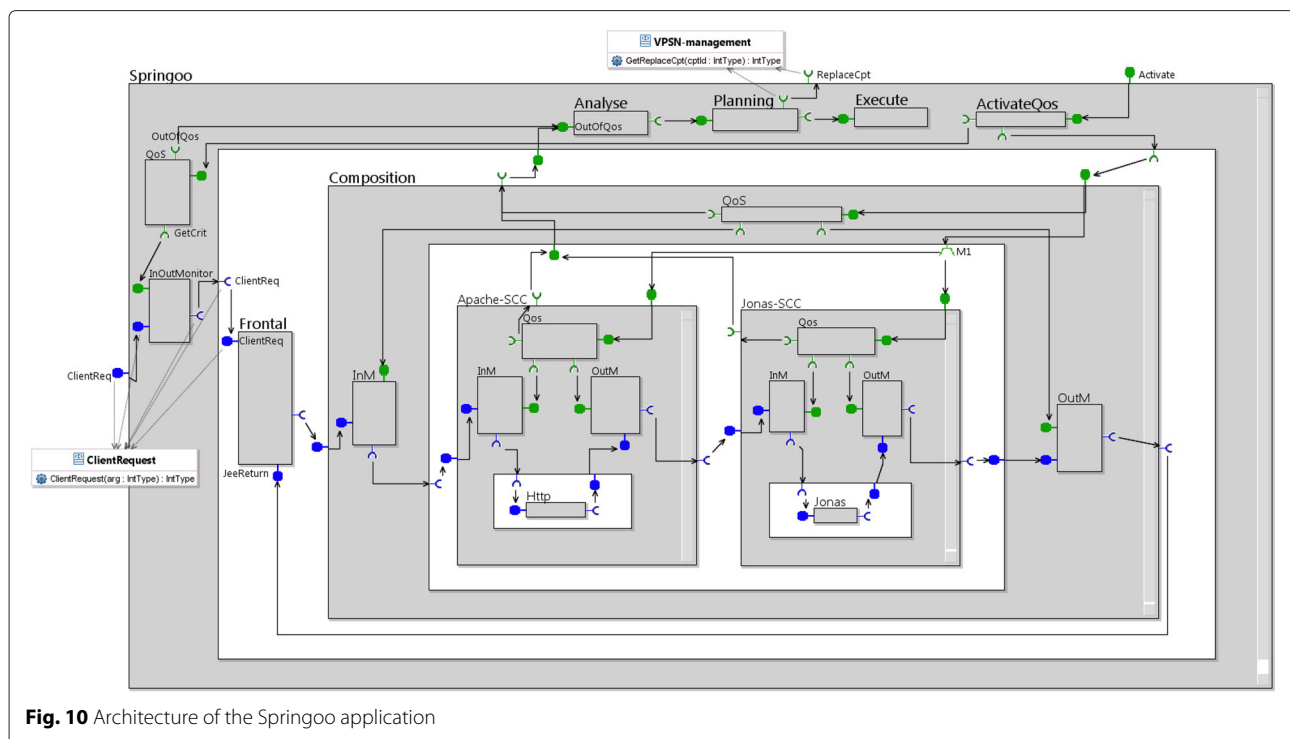 VPSN-management
GetReplaceCpt(cptId : IntType) : IntType
Springoo
ReplaceCpt
Activate
Analyse
Planning
Execute
ActivateQos
OutOfQos
OutOfQos
QoS
Composition
QoS
GetCrit
M1
InOutMonitor
ClientReq
Apache-SCC
Jonas-SCC
Frontal
Qos
Qos
ClientReq
ClientReq
InM
InM
OutM
InM
OutM
OutM
ClientRequest
ClientRequest(arg : IntType) : IntType
JeeReturn
Http
Jonas
Fig. 10 Architecture of the Springoo application